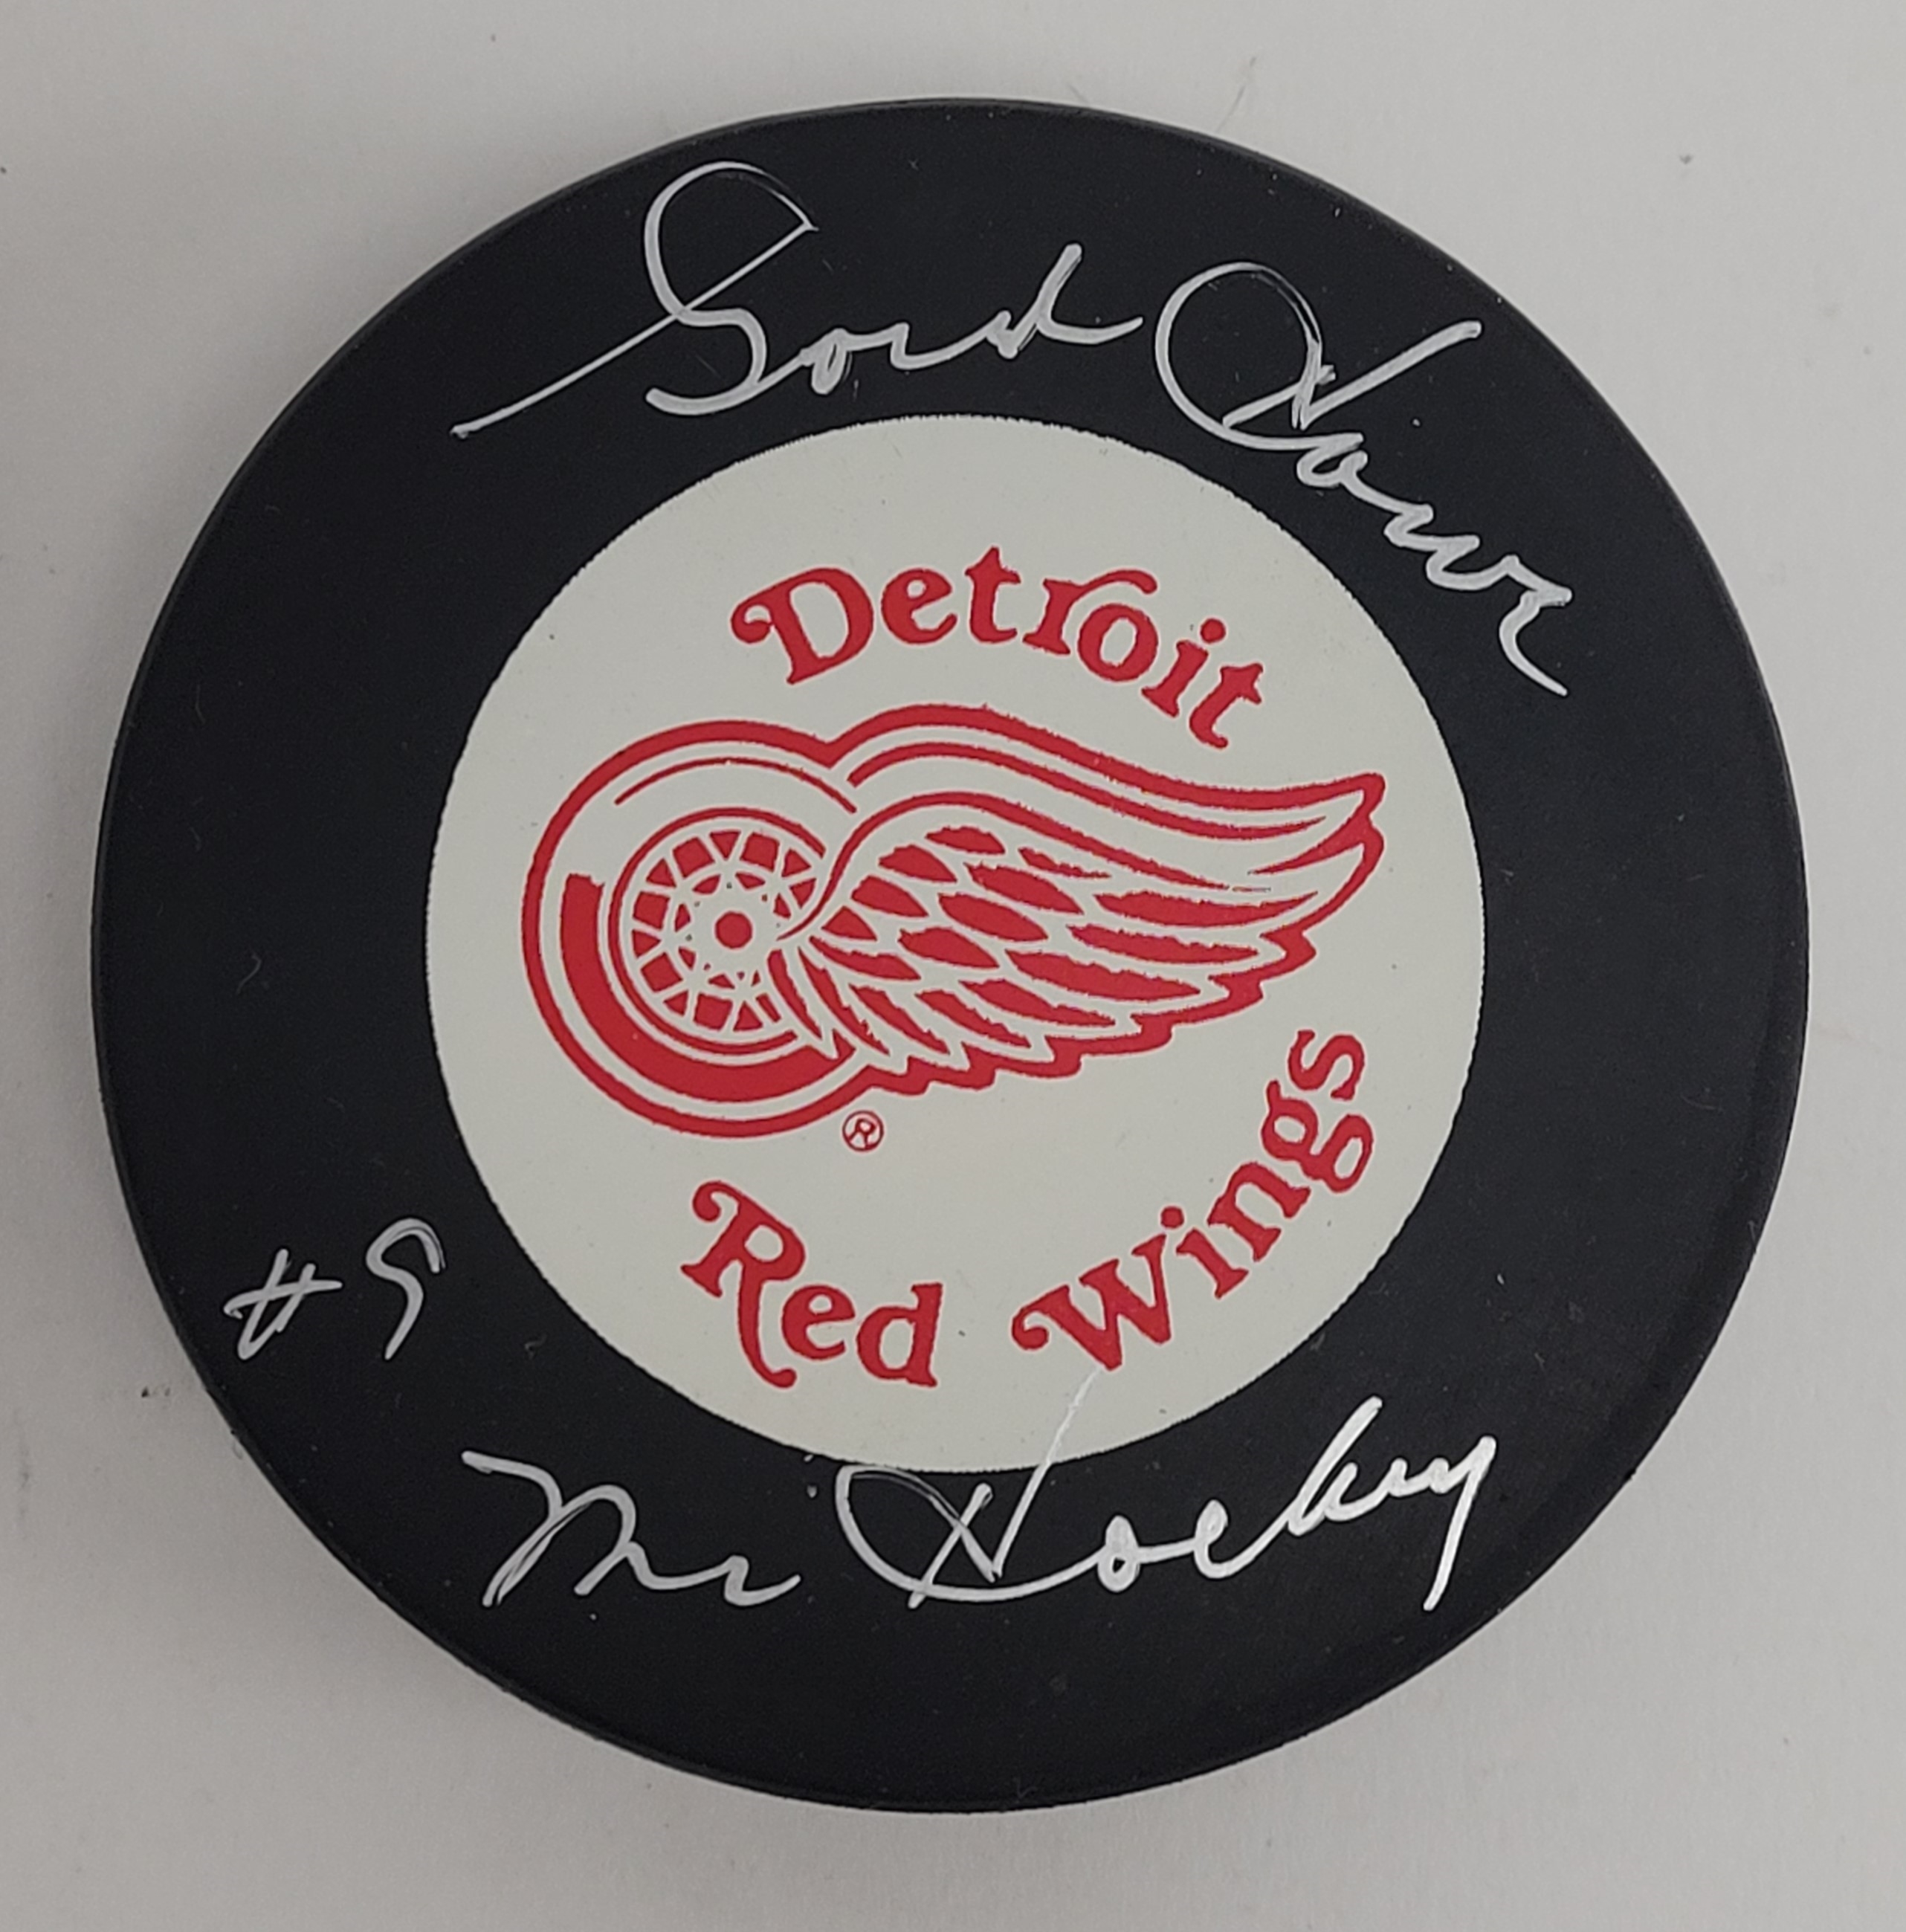 Gord Howe
Detroit
®
Red Wings
#9
Mr Hockey